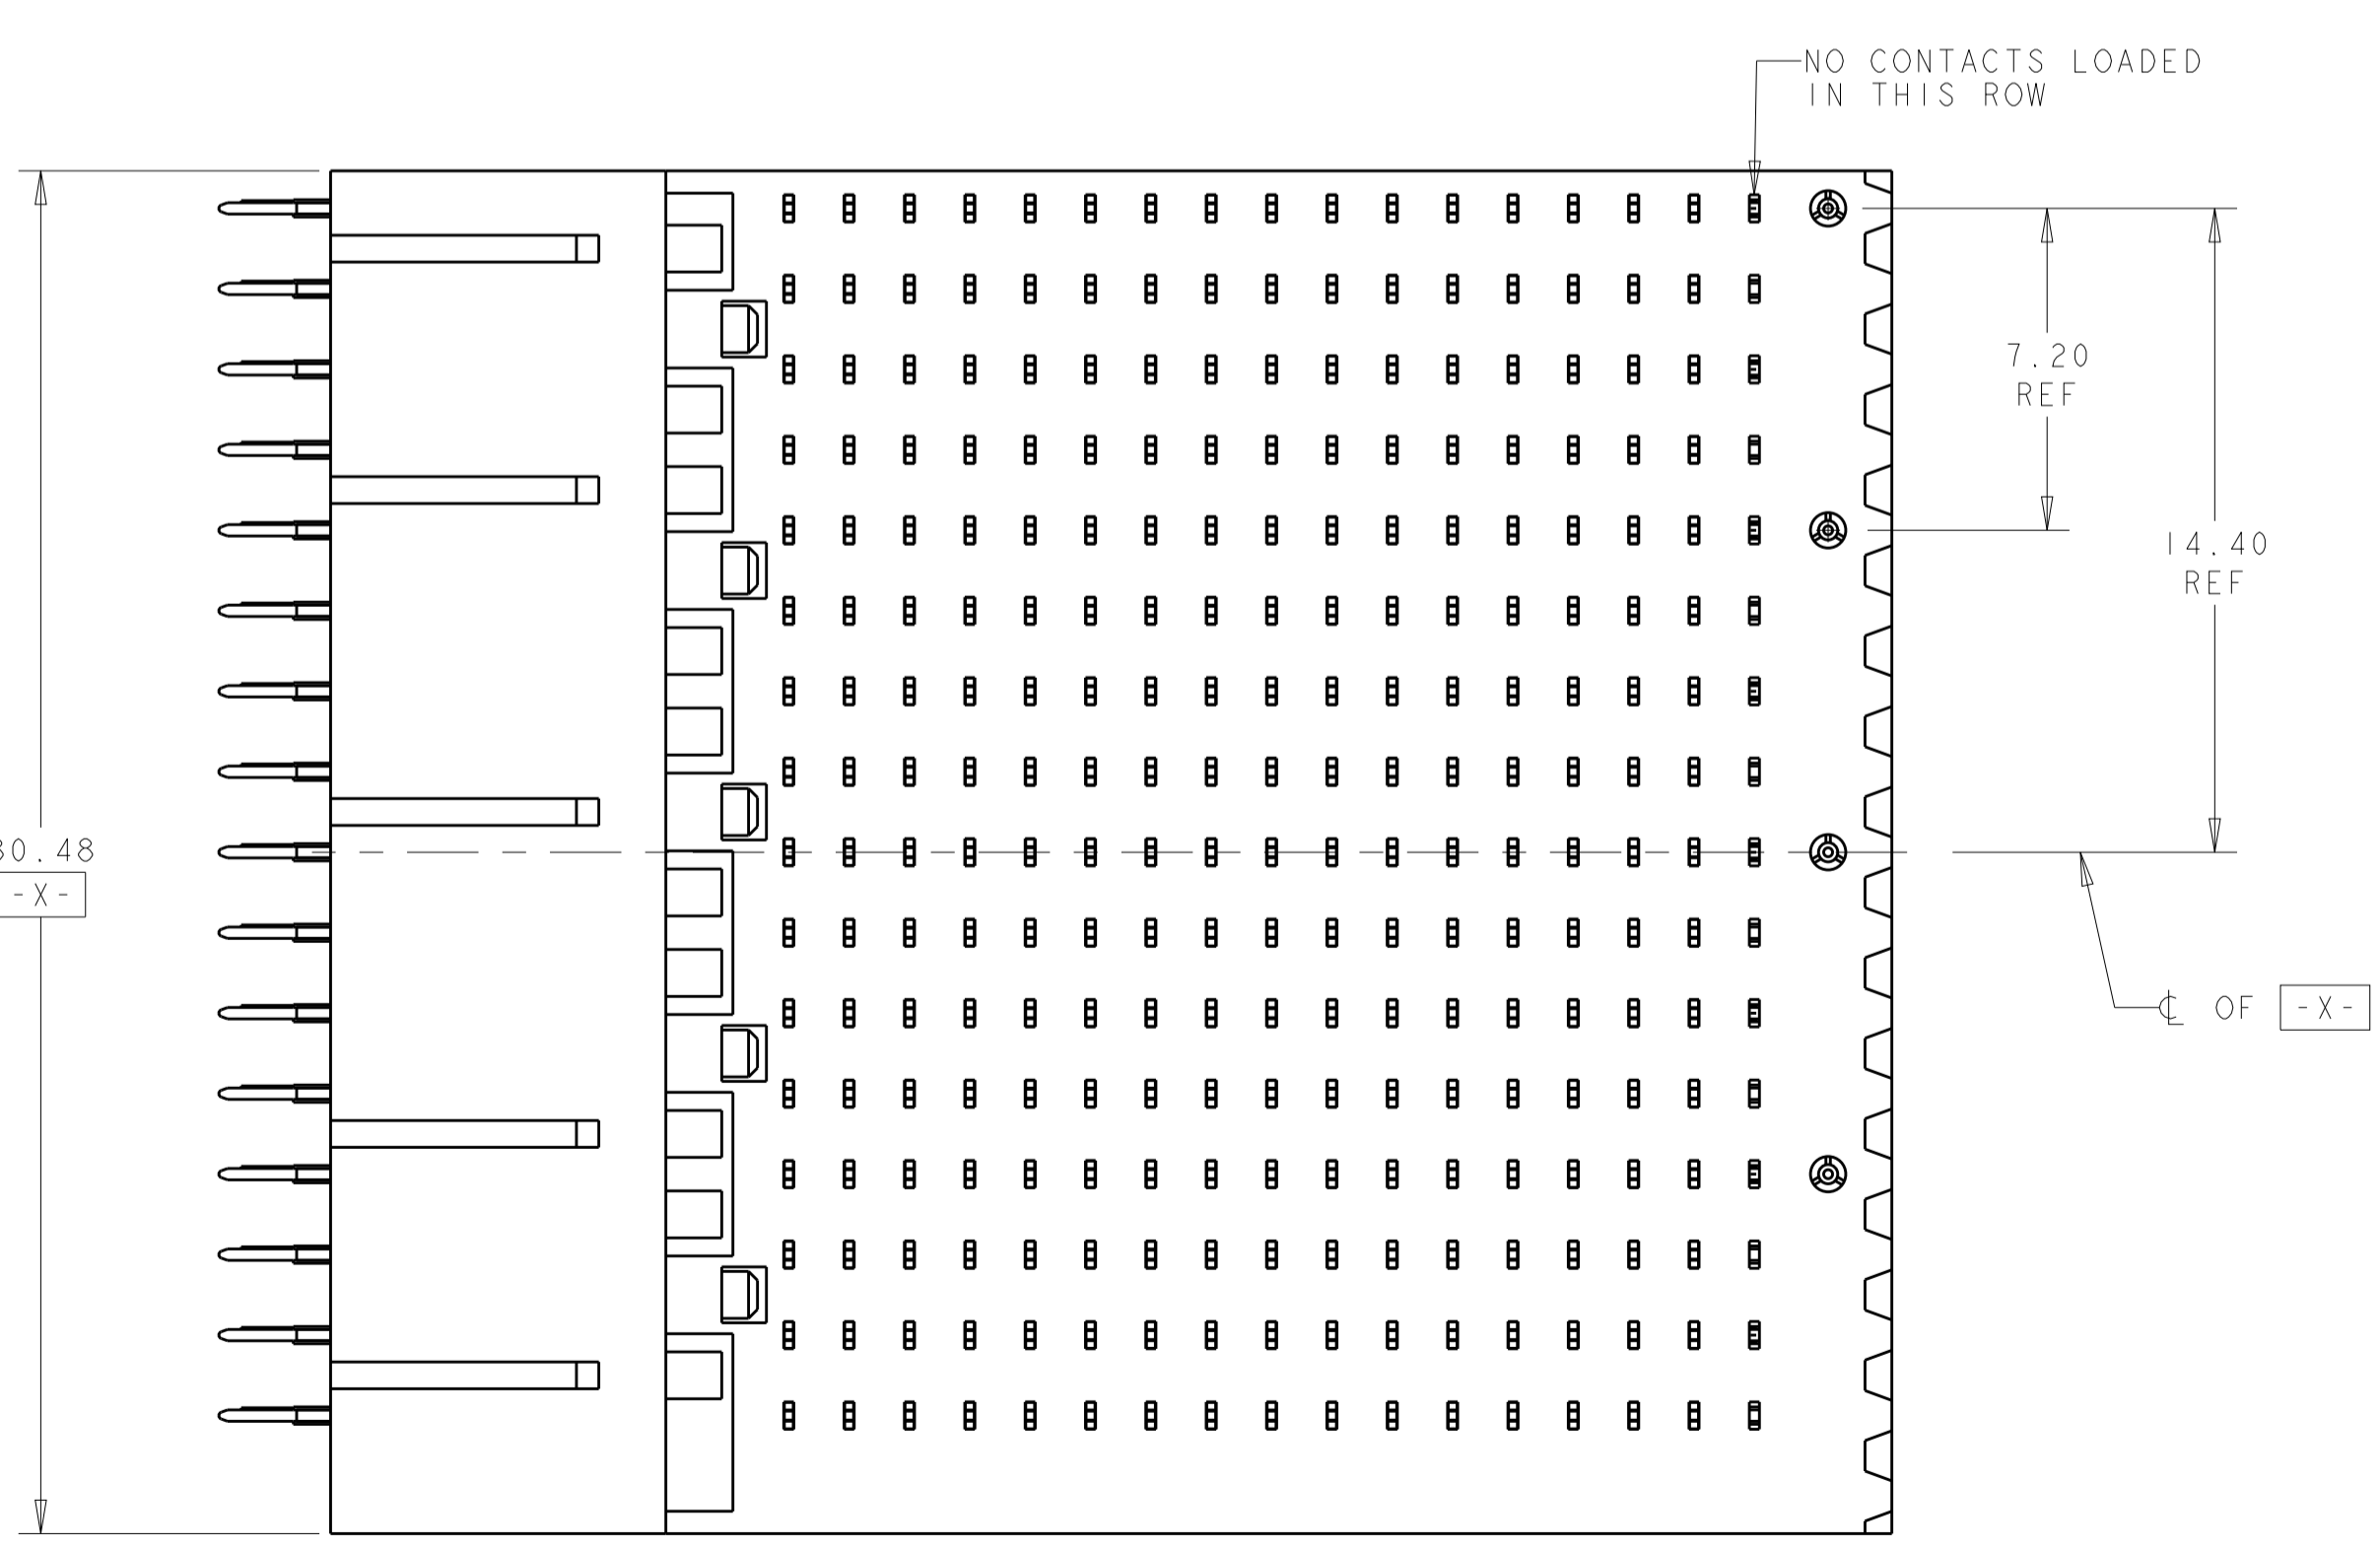 NO CONTACTS LOADED
IN THIS ROW
7.20
REF
14.40
REF
0.48
-X-
℄ OF -X-